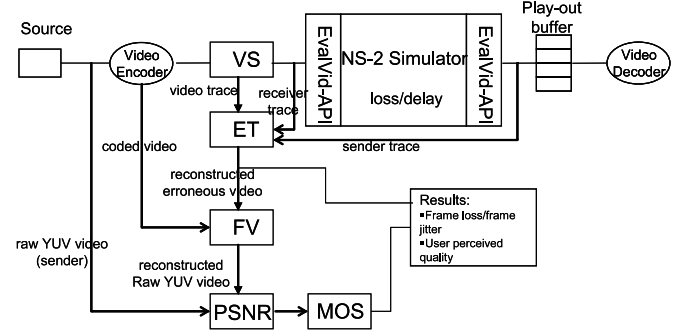 Play-out
buffer
Source
Video
Encoder
VS
EvalVid-API
NS-2 Simulator
loss/delay
EvalVid-API
Video
Decoder
video trace
receiver
trace
ET
sender trace
coded video
reconstructed
erroneous video
Results:
▪Frame loss/frame
jitter
▪User perceived
quality
FV
raw YUV video
(sender)
reconstructed
Raw YUV video
PSNR
MOS